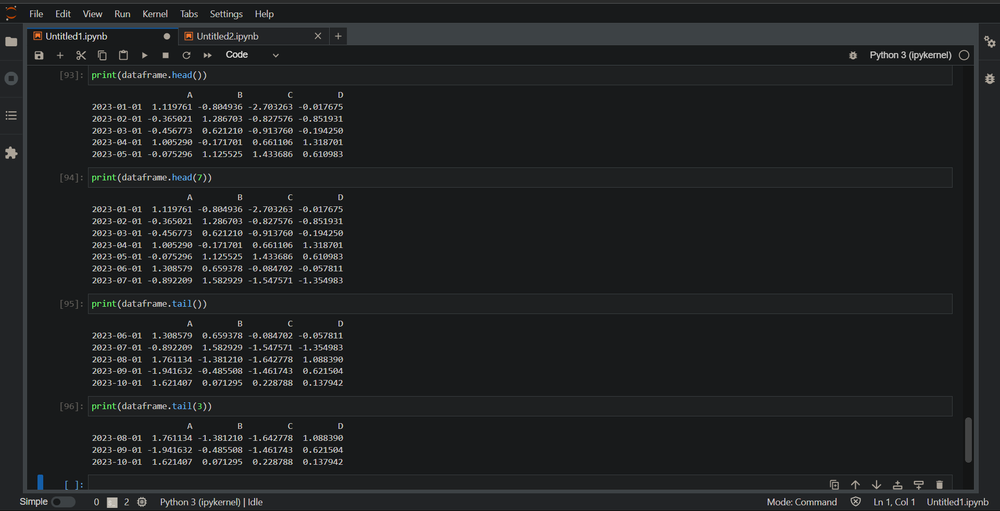 File Edit View Run Kernel Tabs Settings Help
Untitled1.ipynb Untitled2.ipynb
Code Python 3 (ipykernel)
[93]: print(dataframe.head())
A B C D
2023-01-01 1.119761 -0.804936 -2.703263 -0.017675
2023-02-01 -0.365021 1.286703 -0.827576 -0.851931
2023-03-01 -0.456773 0.621210 -0.913760 -0.194250
2023-04-01 1.005290 -0.171701 0.661106 1.318701
2023-05-01 -0.075296 1.125525 1.433686 0.610983
[94]: print(dataframe.head(7))
A B C D
2023-01-01 1.119761 -0.804936 -2.703263 -0.017675
2023-02-01 -0.365021 1.286703 -0.827576 -0.851931
2023-03-01 -0.456773 0.621210 -0.913760 -0.194250
2023-04-01 1.005290 -0.171701 0.661106 1.318701
2023-05-01 -0.075296 1.125525 1.433686 0.610983
2023-06-01 1.308579 0.659378 -0.084702 -0.057811
2023-07-01 -0.892209 1.582929 -1.547571 -1.354983
[95]: print(dataframe.tail())
A B C D
2023-06-01 1.308579 0.659378 -0.084702 -0.057811
2023-07-01 -0.892209 1.582929 -1.547571 -1.354983
2023-08-01 1.761134 -1.381210 -1.642778 1.088390
2023-09-01 -1.941632 -0.485508 -1.461743 0.621504
2023-10-01 1.621407 0.071295 0.228788 0.137942
[96]: print(dataframe.tail(3))
A B C D
2023-08-01 1.761134 -1.381210 -1.642778 1.088390
2023-09-01 -1.941632 -0.485508 -1.461743 0.621504
2023-10-01 1.621407 0.071295 0.228788 0.137942
[ ]:
Simple 0 $_ 2 Python 3 (ipykernel) | Idle Mode: Command Ln 1, Col 1 Untitled1.ipynb